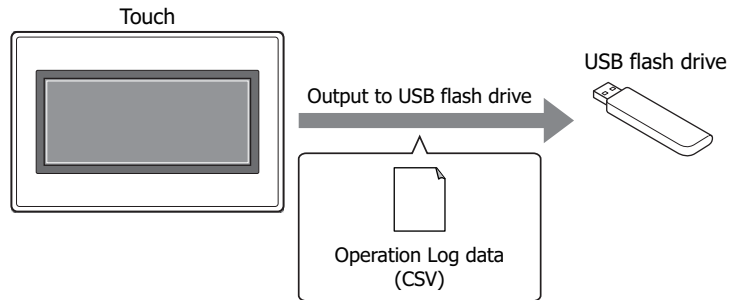 Touch
USB flash drive
Output to USB flash drive
Operation Log data
(CSV)